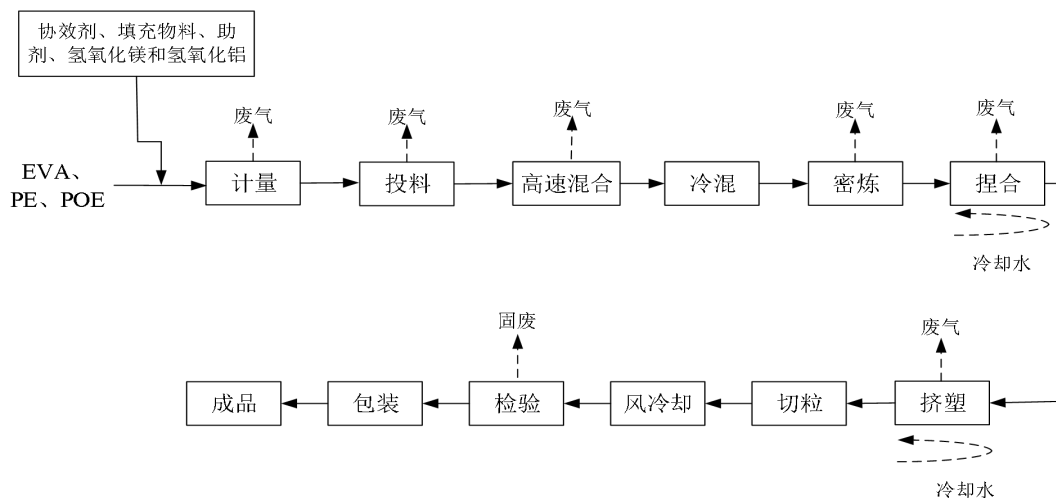 协效剂、填充物料、助
剂、氢氧化镁和氢氧化铝
废气
废气
废气
废气
废气
EVA、
PE、POE
计量
投料
高速混合
冷混
密炼
捏合
冷却水
固废
废气
成品
包装
检验
风冷却
切粒
挤塑
冷却水